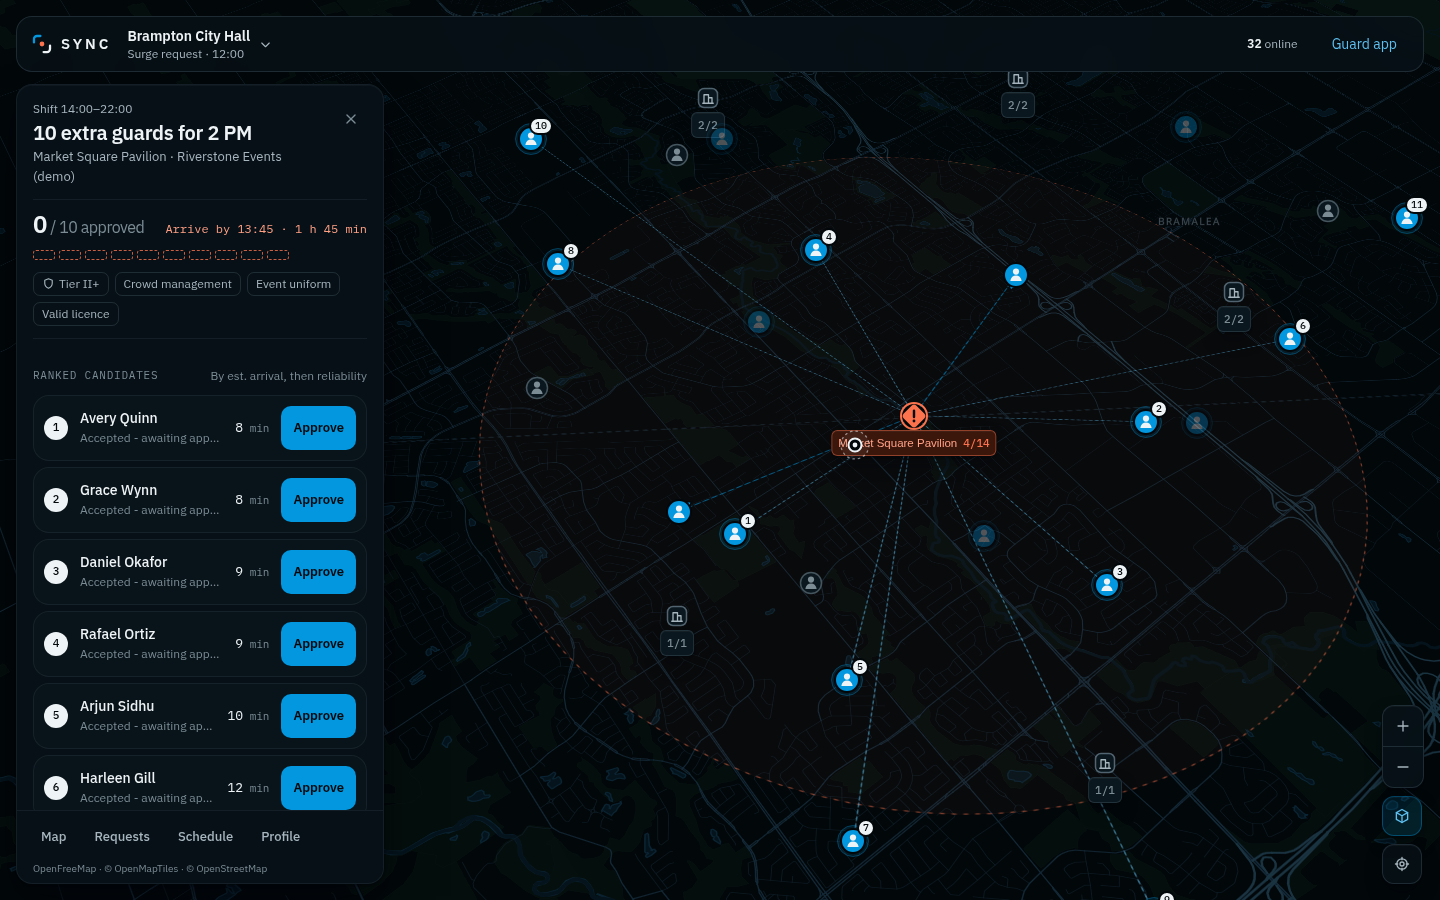 SYNC
Brampton City Hall
Surge request · 12:00
32 online
Guard app
Shift 14:00–22:00
10 extra guards for 2 PM
Market Square Pavilion · Riverstone Events
(demo)
0 / 10 approved
Arrive by 13:45 · 1 h 45 min
Tier II+
Crowd management
Event uniform
Valid licence
RANKED CANDIDATES
By est. arrival, then reliability
1
Avery Quinn
Accepted - awaiting app...
8 min
Approve
2
Grace Wynn
Accepted - awaiting app...
8 min
Approve
3
Daniel Okafor
Accepted - awaiting app...
9 min
Approve
4
Rafael Ortiz
Accepted - awaiting app...
9 min
Approve
5
Arjun Sidhu
Accepted - awaiting ap...
10 min
Approve
6
Harleen Gill
Accepted - awaiting ap...
12 min
Approve
Map
Requests
Schedule
Profile
OpenFreeMap · © OpenMapTiles · © OpenStreetMap
2/2
2/2
10
11
BRAMALEA
4
8
2/2
6
2
Square Pavilion 4/14
1
3
1/1
5
1/1
7